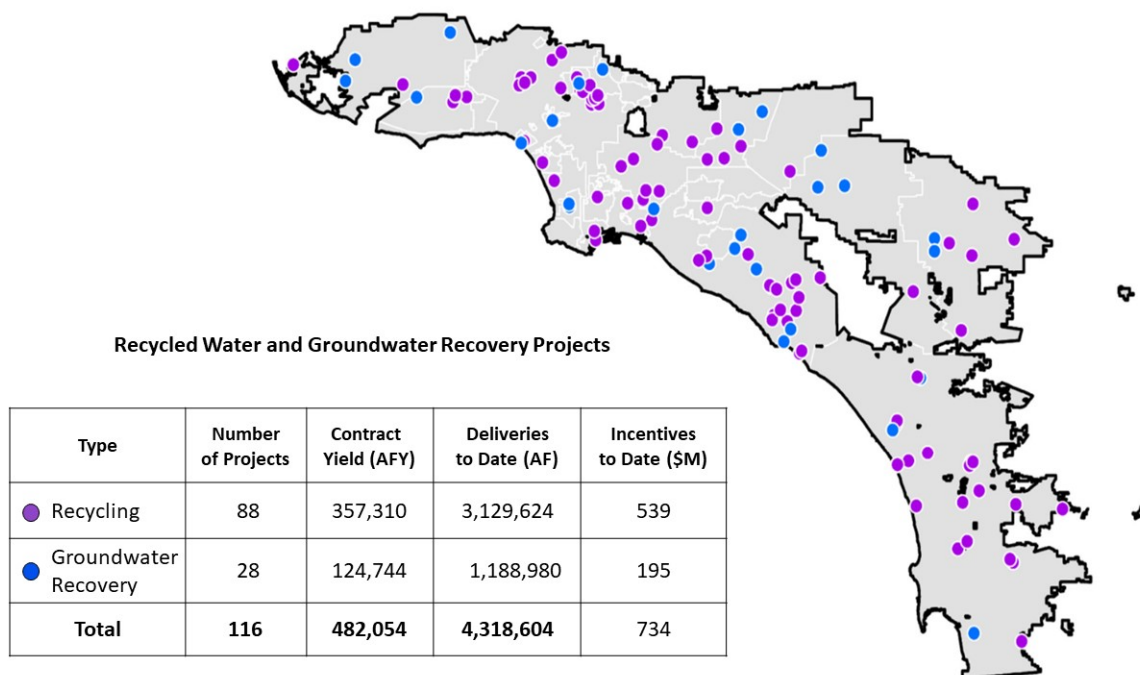 Recycled Water and Groundwater Recovery Projects
Type
Number
of Projects
Contract
Yield (AFY)
Deliveries
to Date (AF)
Incentives
to Date ($M)
Recycling
88
357,310
3,129,624
539
Groundwater
Recovery
28
124,744
1,188,980
195
Total
116
482,054
4,318,604
734